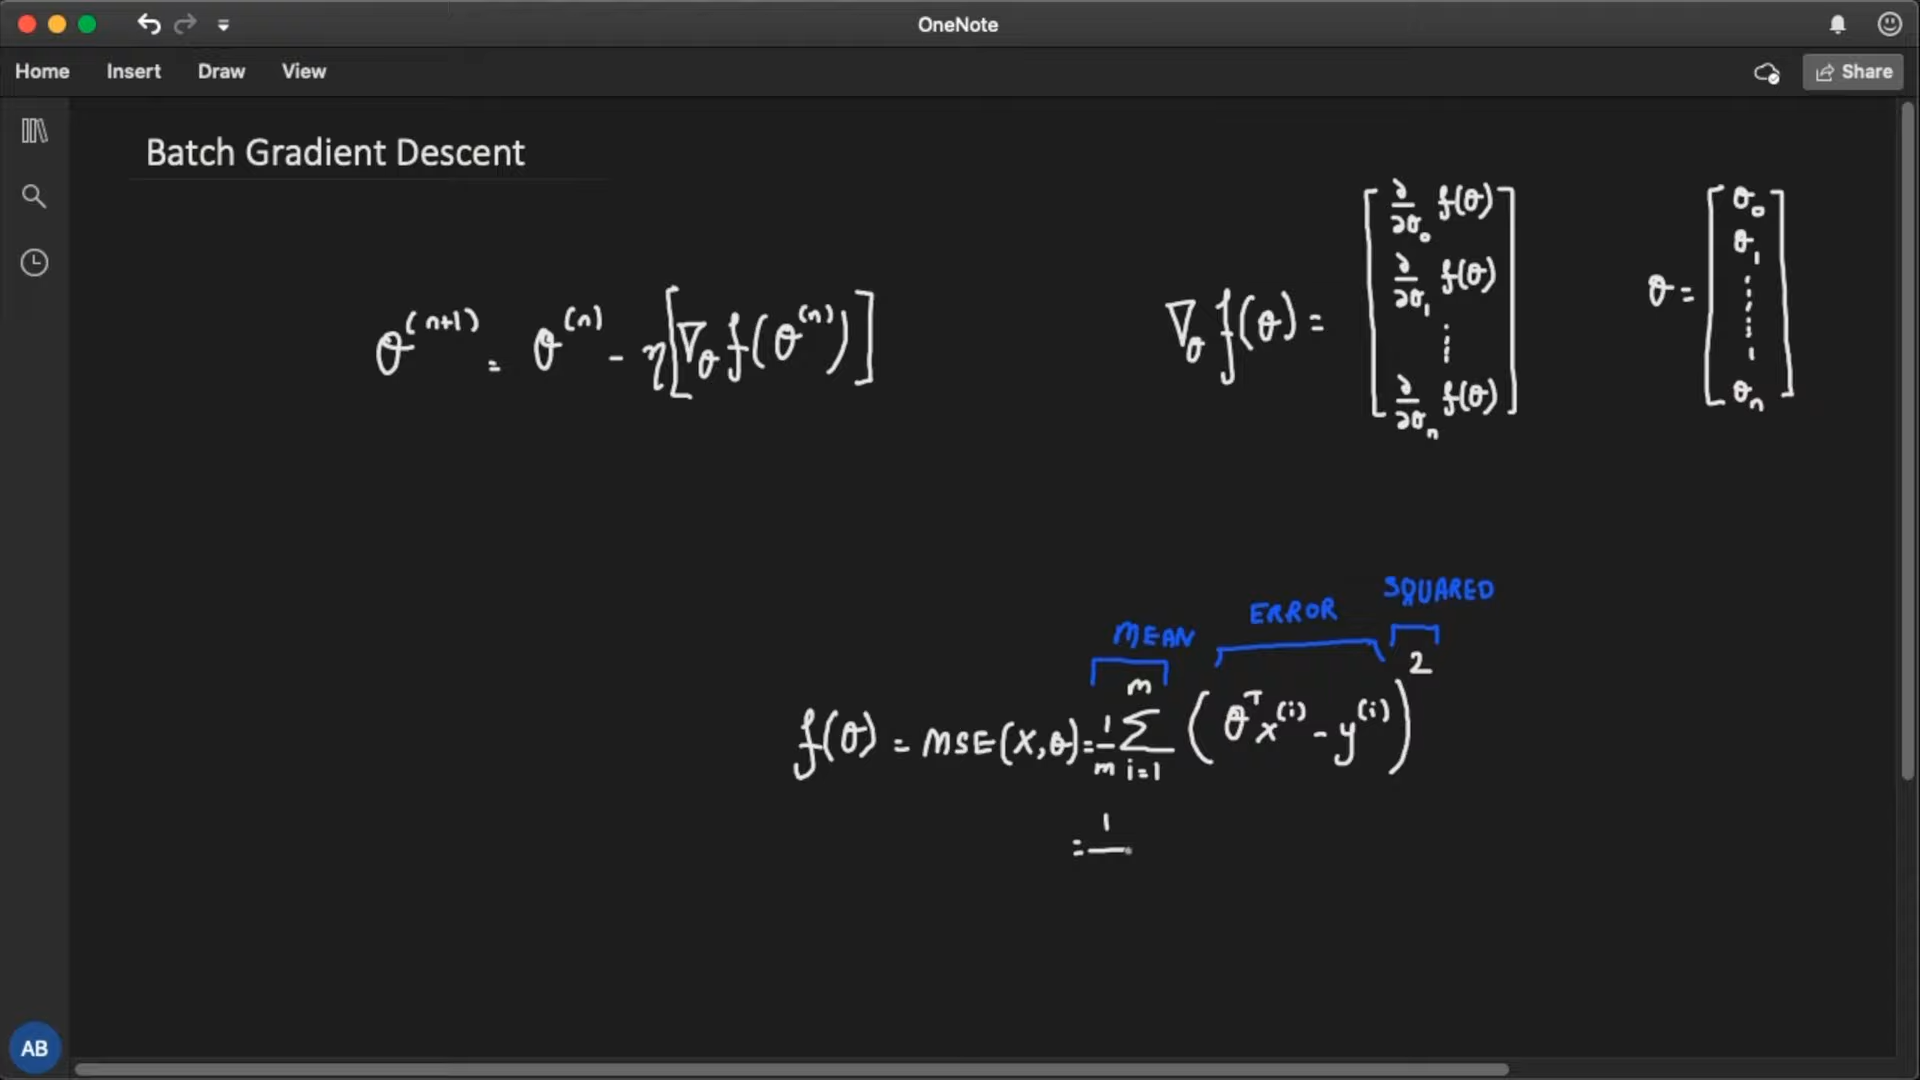 OneNote
Home Insert Draw View Share
Batch Gradient Descent
θ^(n+1) = θ^(n) - η[∇_θ f(θ^(n))]
∇_θ f(θ) = [∂/∂θ_0 f(θ) ∂/∂θ_1 f(θ) ⋮ ∂/∂θ_n f(θ)]
θ = [θ_0 θ_1 ⋮ θ_n]
MEAN ERROR SQUARED
f(θ) = MSE(X,θ) = 1/m Σ_{i=1}^{m} (θ^T x^(i) - y^(i))^2
= 1
AB